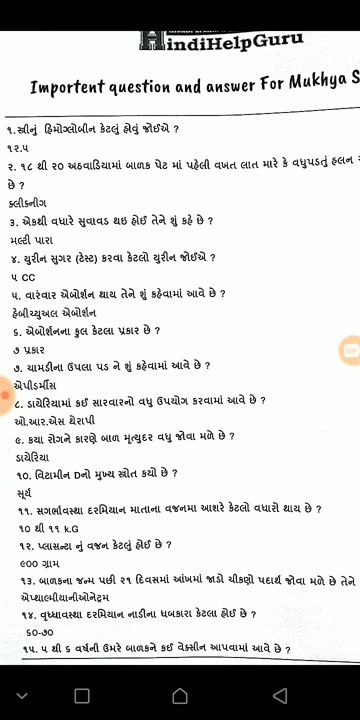 HindiHelpGuru
Importent question and answer For Mukhya S
૧.સ્ત્રીનું હિમોગ્લોબીન કેટલું હોવું જોઈએ ?
૧૨.૫
૨. ૧૮ થી ૨૦ અઠવાડિયામાં બાળક પેટ માં પહેલી વખત લાત મારે કે વધુપડતું હલન
છે ?
ક્લીકનીગ
૩. એકથી વધારે સુવાવડ થઇ હોઈ તેને શું કહે છે ?
મલ્ટી પારા
૪. યુરીન સુગર (ટેસ્ટ) કરવા કેટલો યુરીન જોઈએ ?
૫ CC
૫. વારંવાર એબોર્શન થાય તેને શું કહેવામાં આવે છે ?
હેબીચ્યુઅલ એબોર્શન
૬. એબોર્શનના કુલ કેટલા પ્રકાર છે ?
૭ પ્રકાર
૭. ચામડીના ઉપલા પડ ને શું કહેવામાં આવે છે ?
એપીડર્મીસ
૮. ડાયેરિયામાં કઈ સારવારનો વધુ ઉપયોગ કરવામાં આવે છે ?
ઓ.આર.એસ થેરાપી
૯. કયા રોગને કારણે બાળ મૃત્યુદર વધુ જોવા મળે છે ?
ડાયેરિયા
૧૦. વિટામીન Dનો મુખ્ય સ્ત્રોત કયો છે ?
સૂર્ય
૧૧. સગર્ભાવસ્થા દરમિયાન માતાના વજનમા આશરે કેટલો વધારો થાય છે ?
૧૦ થી ૧૧ k.G
૧૨. પ્લાસન્ટા નું વજન કેટલું હોઈ છે ?
૯૦૦ ગ્રામ
૧૩. બાળકના જન્મ પછી ૨૧ દિવસમાં આંખમાં જાડો ચીકણો પદાર્થ જોવા મળે છે તેને
એપ્થાલ્મીયાનીઓનેટ્રમ
૧૪. વૃધ્ધાવસ્થા દરમિયાન નાડીના ધબકારા કેટલા હોઈ છે ?
૬૦-૭૦
૧૫. ૫ થી ૬ વર્ષની ઉમરે બાળકને કઈ વેક્સીન આપવામાં આવે છે ?